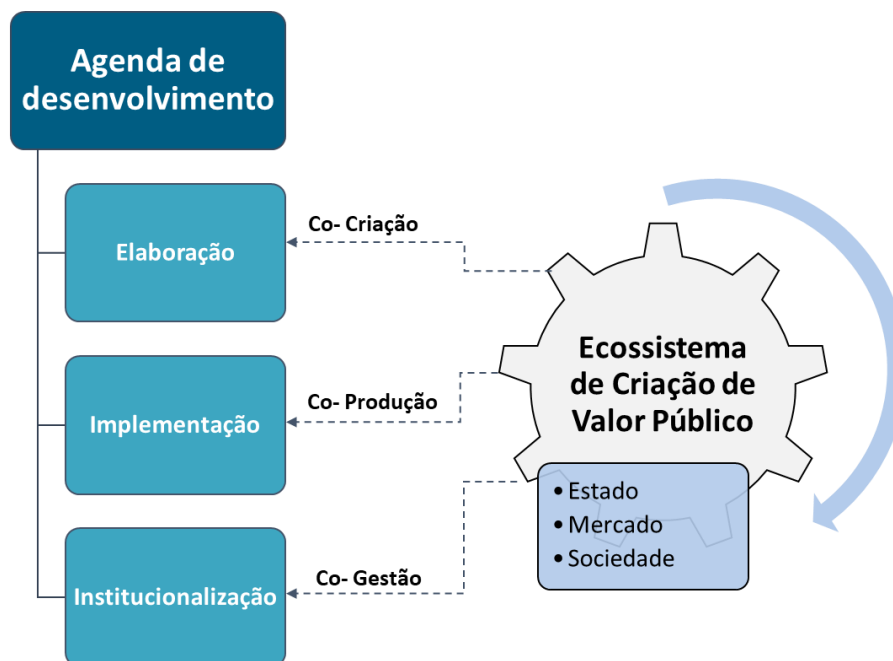 Agenda de
desenvolvimento
Elaboração
Co- Criação
Implementação
Co- Produção
Institucionalização
Co- Gestão
Ecossistema
de Criação de
Valor Público
• Estado
• Mercado
• Sociedade